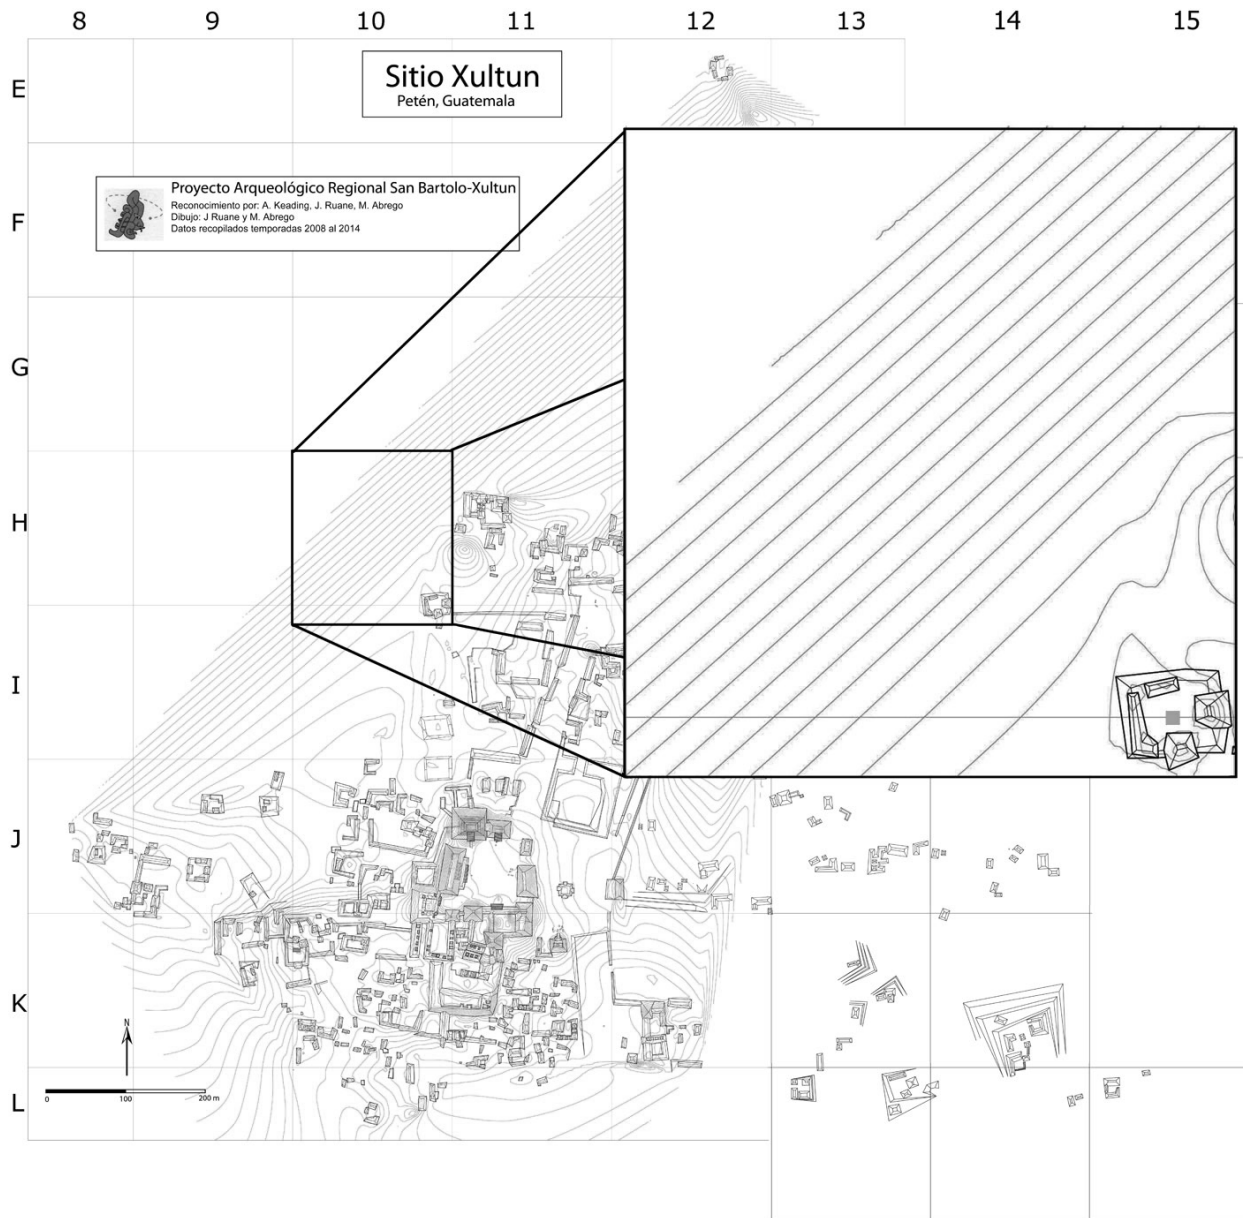 8 9 10 11 12 13 14 15
Sitio Xultun
Petén, Guatemala
E
Proyecto Arqueológico Regional San Bartolo-Xultun
Reconocimiento por: A. Keading, J. Ruane, M. Abrego
Dibujo: J Ruane y M. Abrego
Datos recopilados temporadas 2008 al 2014
F
G
H
I
J
K
N
0 100 200 m
L